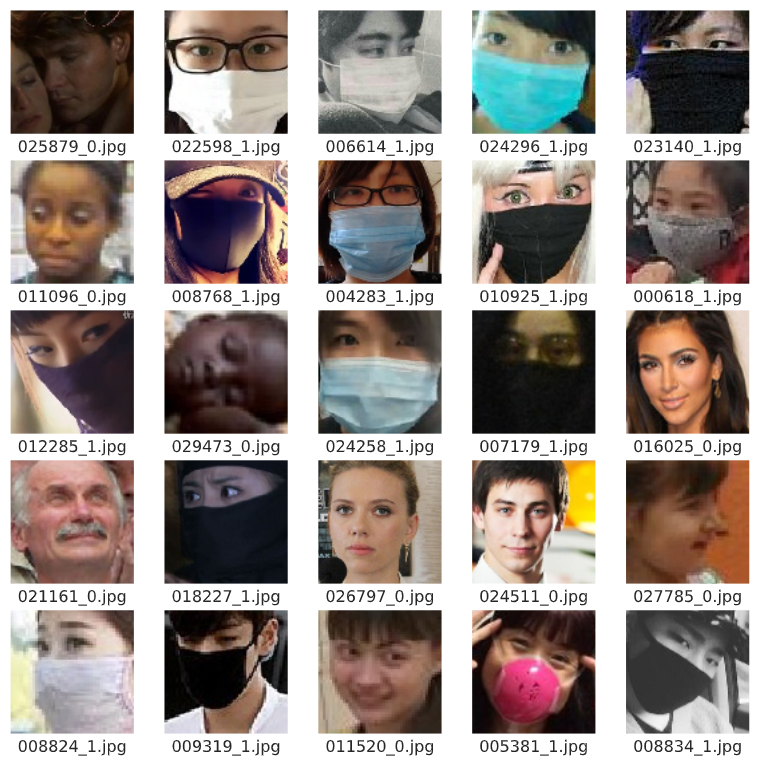 025879_0.jpg 022598_1.jpg 006614_1.jpg 024296_1.jpg 023140_1.jpg
011096_0.jpg 008768_1.jpg 004283_1.jpg 010925_1.jpg 000618_1.jpg
012285_1.jpg 029473_0.jpg 024258_1.jpg 007179_1.jpg 016025_0.jpg
021161_0.jpg 018227_1.jpg 026797_0.jpg 024511_0.jpg 027785_0.jpg
008824_1.jpg 009319_1.jpg 011520_0.jpg 005381_1.jpg 008834_1.jpg